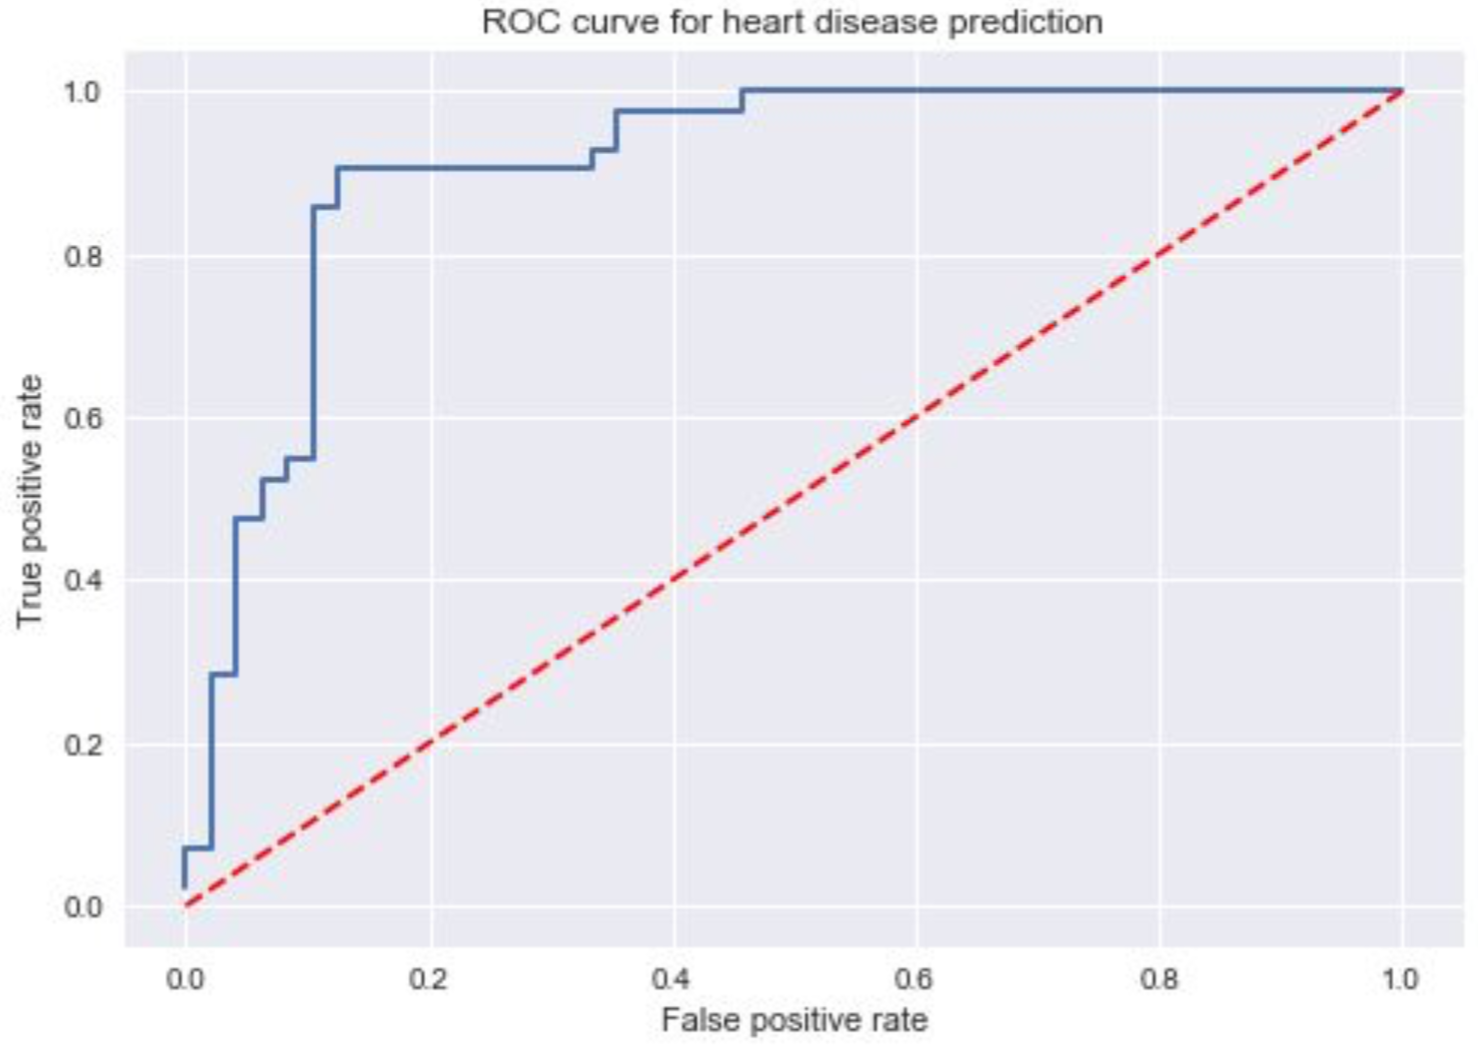 ROC curve for heart disease prediction
1.0
0.8
0.6
0.4
0.2
0.0
True positive rate
0.0 0.2 0.4 0.6 0.8 1.0
False positive rate